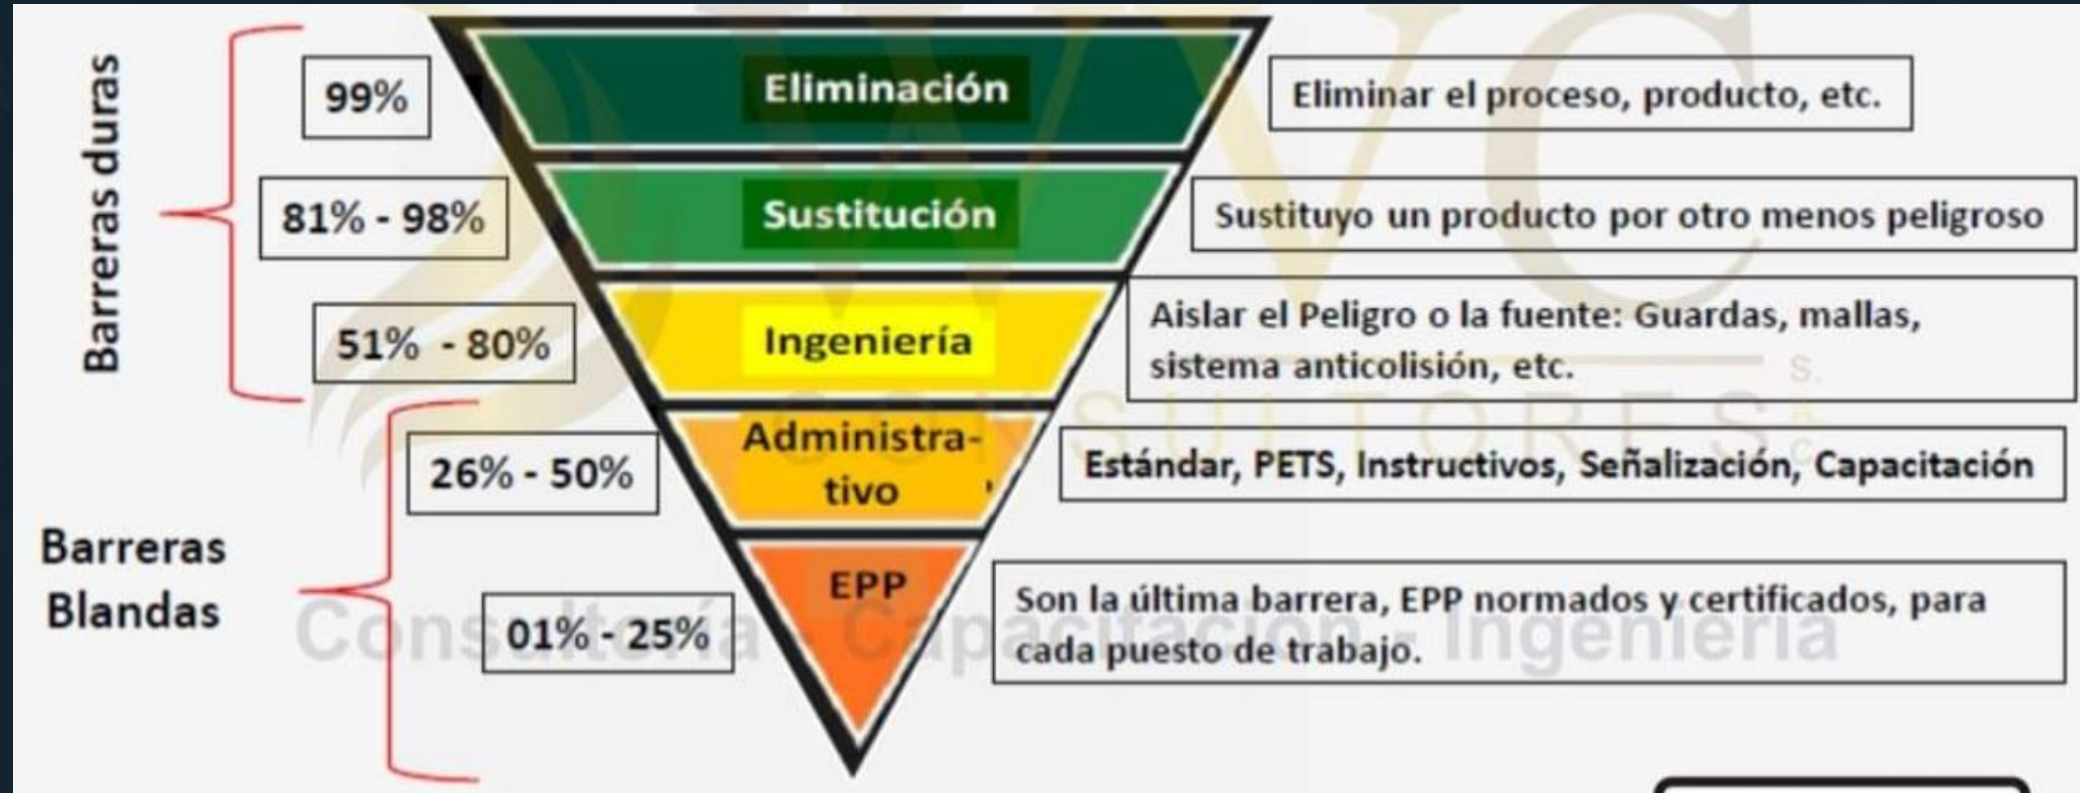 Barreras duras
99%
Eliminación
Eliminar el proceso, producto, etc.
81% - 98%
Sustitución
Sustituyo un producto por otro menos peligroso
51% - 80%
Ingeniería
Aislar el Peligro o la fuente: Guardas, mallas,
sistema anticolisión, etc.
26% - 50%
Administra-
tivo
Estándar, PETS, Instructivos, Señalización, Capacitación
Barreras
Blandas
01% - 25%
EPP
Son la última barrera, EPP normados y certificados, para
cada puesto de trabajo.
WVC
CONSULTORES
S.A.C.
Consultoría - Capacitación - Ingeniería